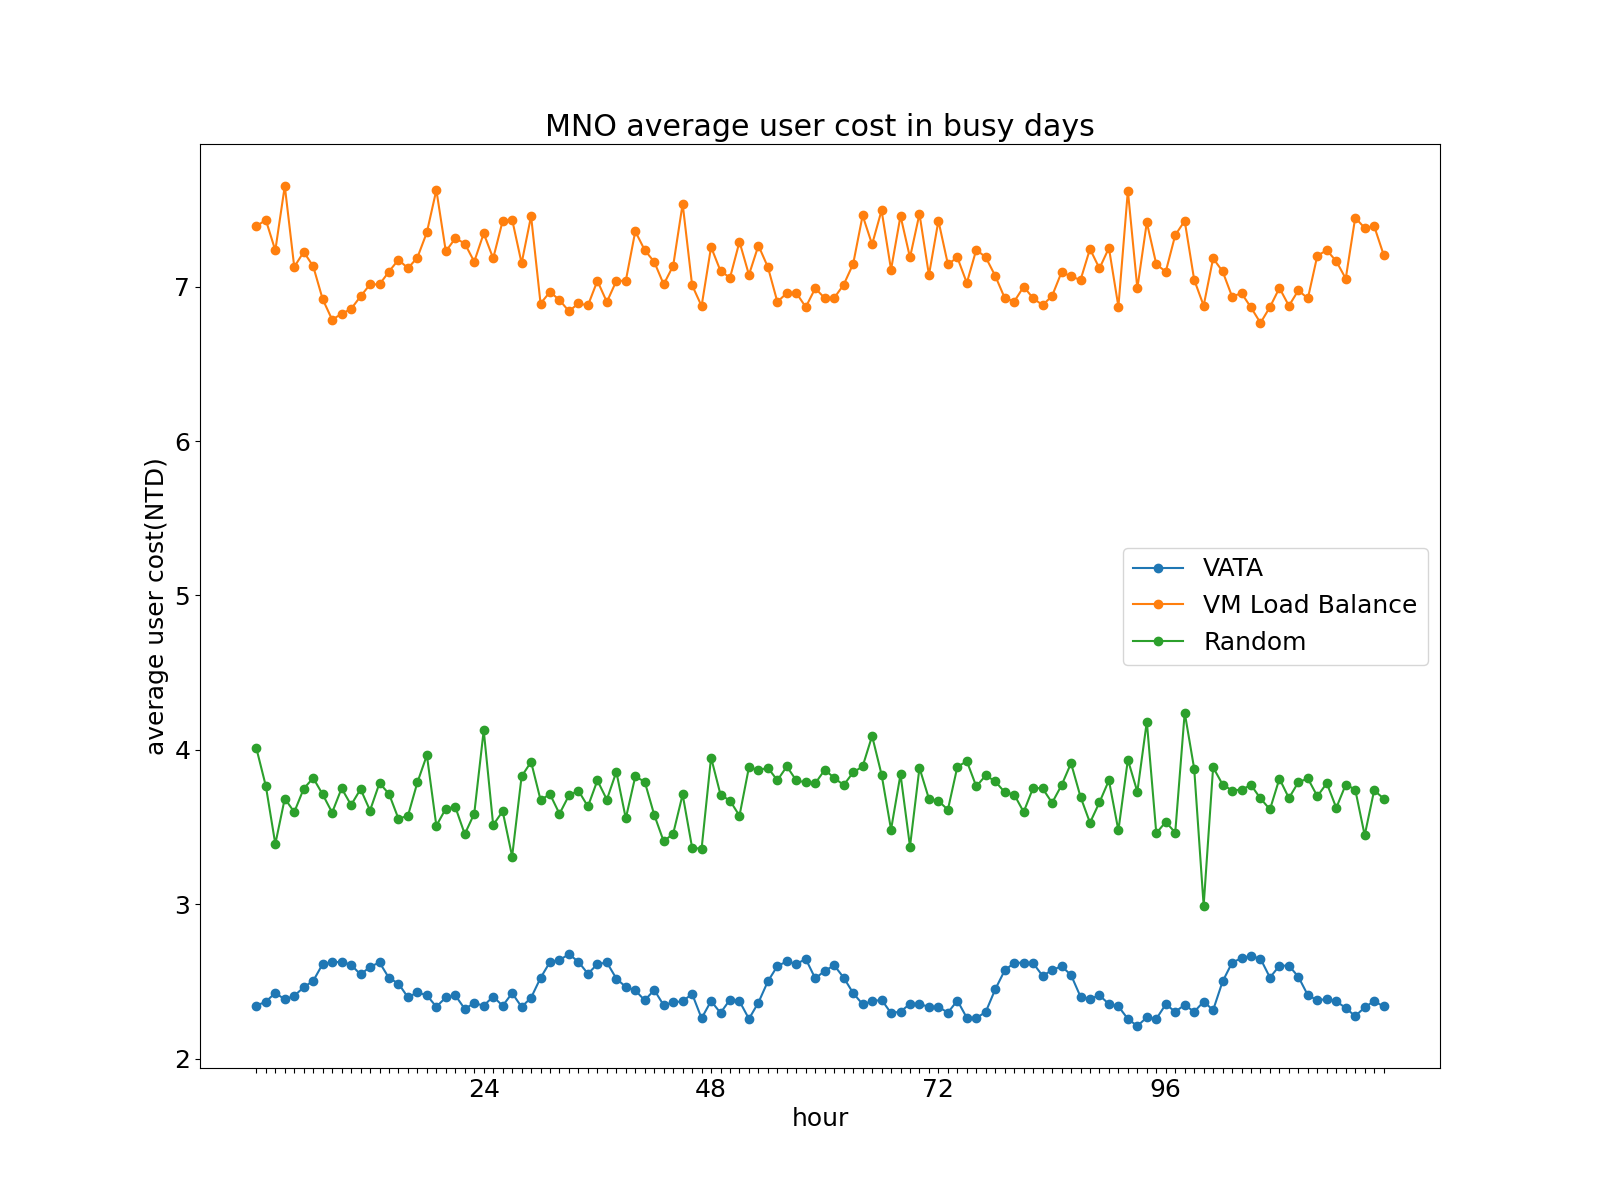 MNO average user cost in busy days
average user cost(NTD)
7
6
5
4
3
2
VATA
VM Load Balance
Random
24 48 72 96
hour